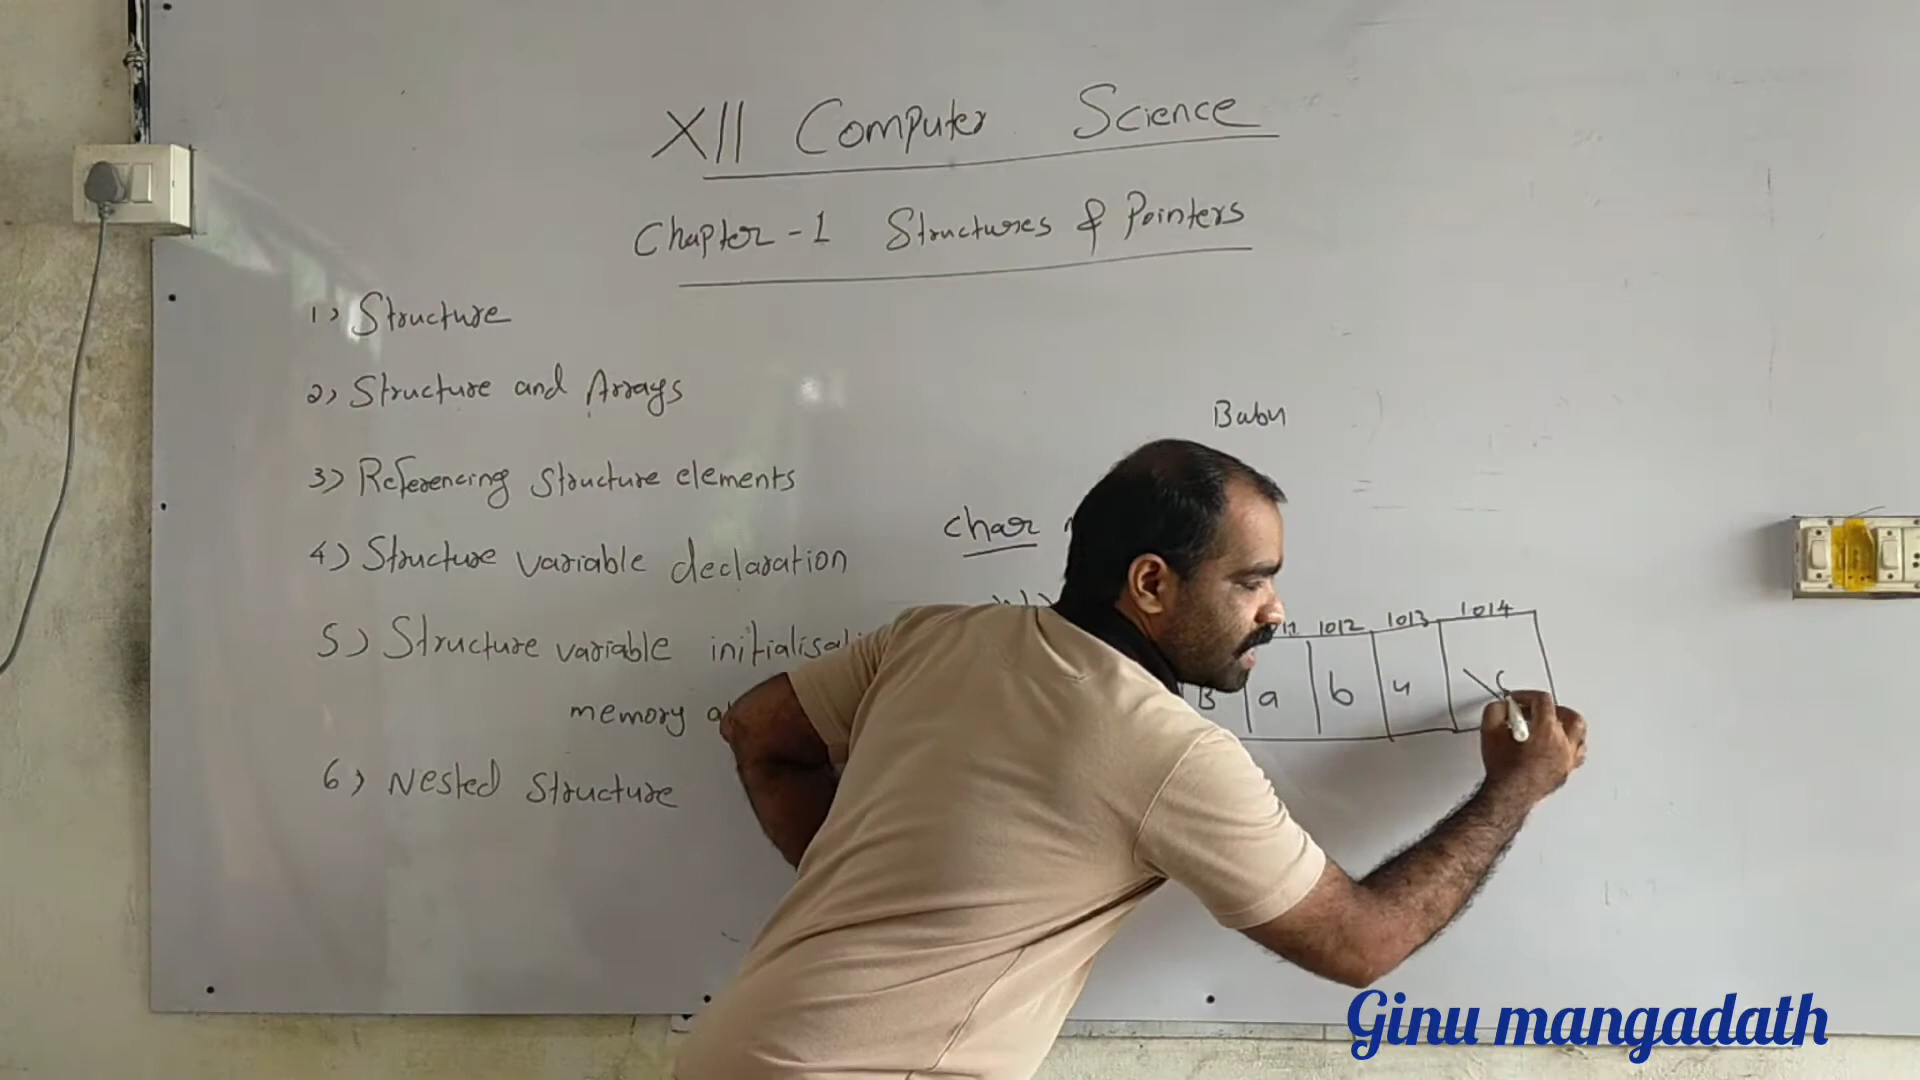 XII Computer Science
Chapter-1 Structures & Pointers
1) Structure
2) Structure and Arrays
3) Referencing structure elements
4) Structure variable declaration
5) Structure variable
memory
6) Nested structure
Babu
char
1012 1013 1014
B a b u \
Ginu mangadath